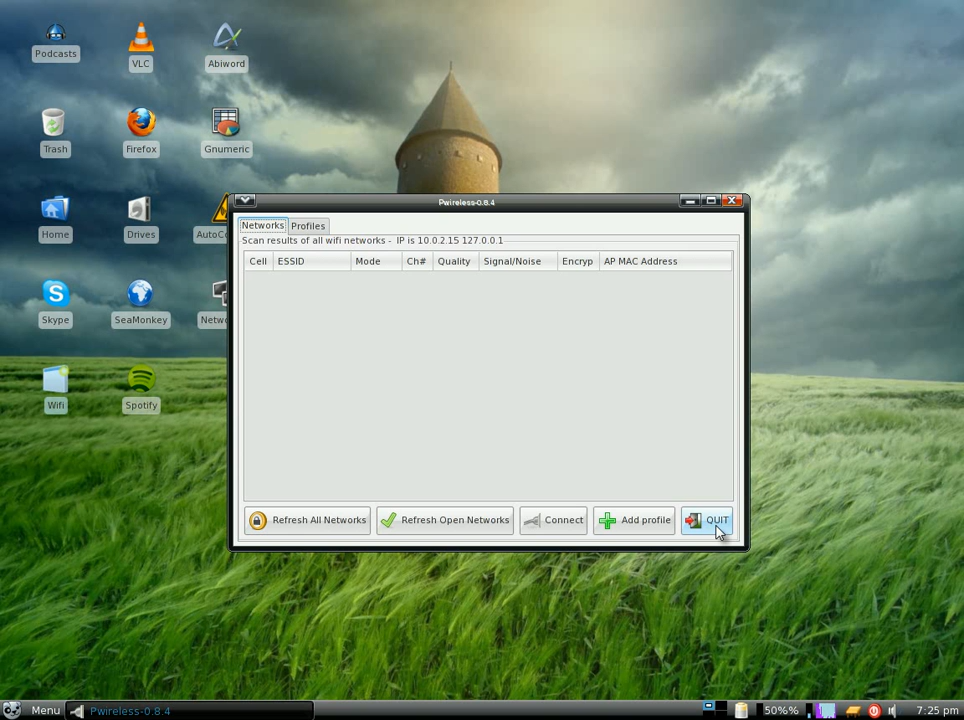 Podcasts
VLC
Abiword
Trash
Firefox
Gnumeric
Home
Drives
AutoC
Skype
SeaMonkey
Netw
Wifi
Spotify
Pwireless-0.8.4
Networks
Profiles
Scan results of all wifi networks - IP is 10.0.2.15 127.0.0.1
Cell ESSID Mode Ch# Quality Signal/Noise Encryp AP MAC Address
Refresh All Networks Refresh Open Networks Connect Add profile QUIT
Menu Pwireless-0.8.4 50%% 7:25 pm